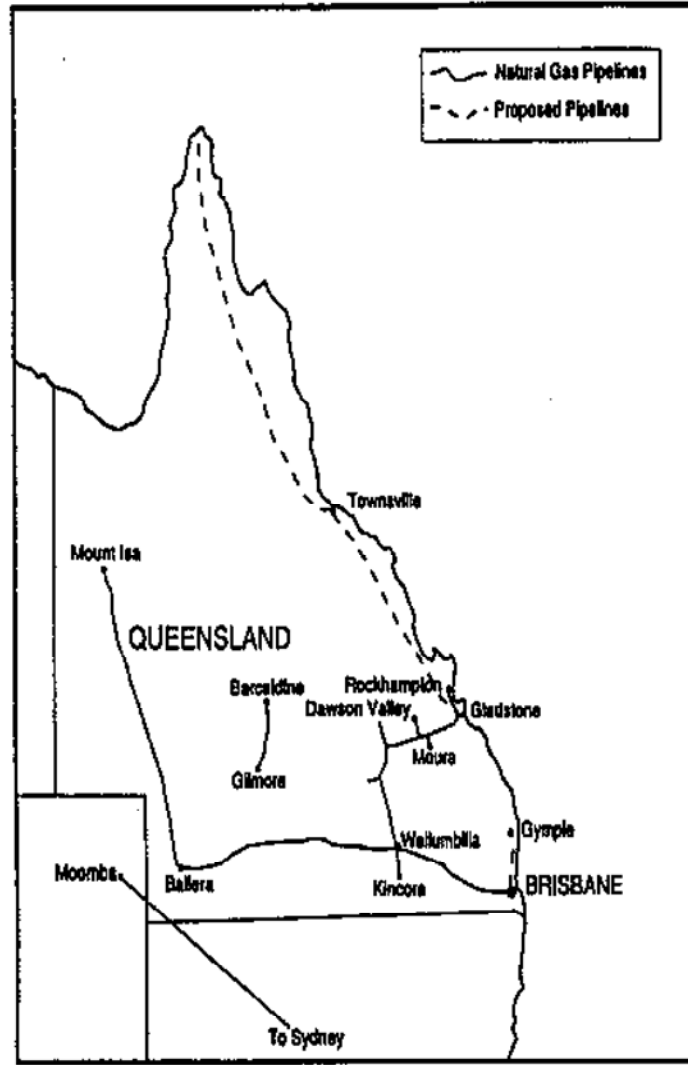 Natural Gas Pipelines
Proposed Pipelines
Townsville
Mount Isa
QUEENSLAND
Barcaldine
Rockhampton
Dawson Valley
Gladstone
Moura
Gilmore
Gympie
Wallumbilla
Moomba
Ballera
Kincora
BRISBANE
To Sydney